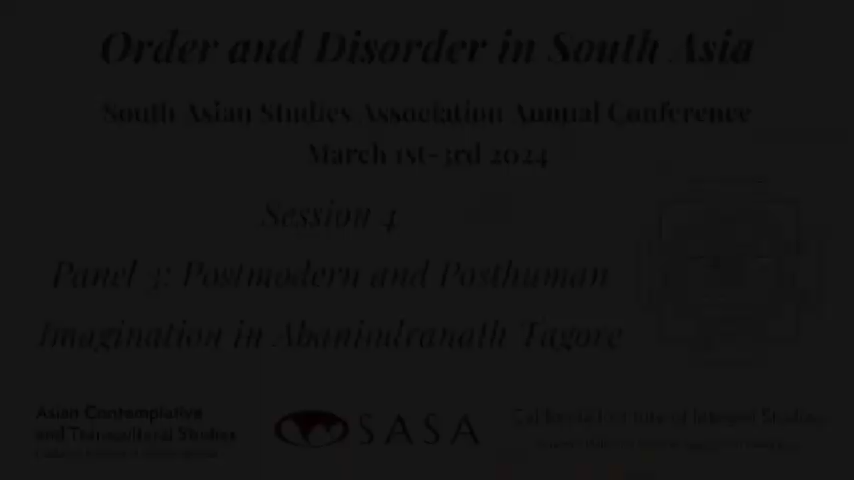 Order and Disorder in South Asia
South Asian Studies Association Annual Conference
March 1st-3rd 2024
Session 4
Panel 3: Postmodern and Posthuman
Imagination in Abanindranath Tagore
Asian Contemplative
and Transcultural Studies
SASA
California Institute of Integral Studies